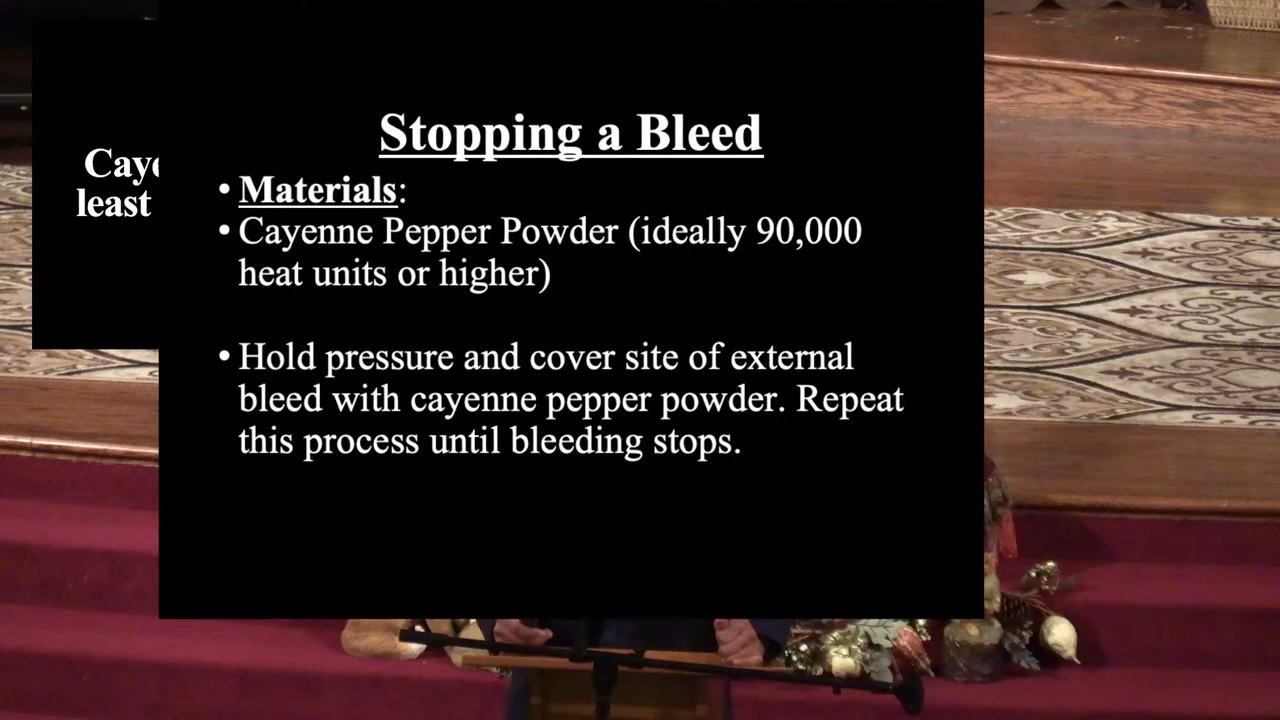 Stopping a Bleed
• Materials:
• Cayenne Pepper Powder (ideally 90,000
heat units or higher)
• Hold pressure and cover site of external
bleed with cayenne pepper powder. Repeat
this process until bleeding stops.
least